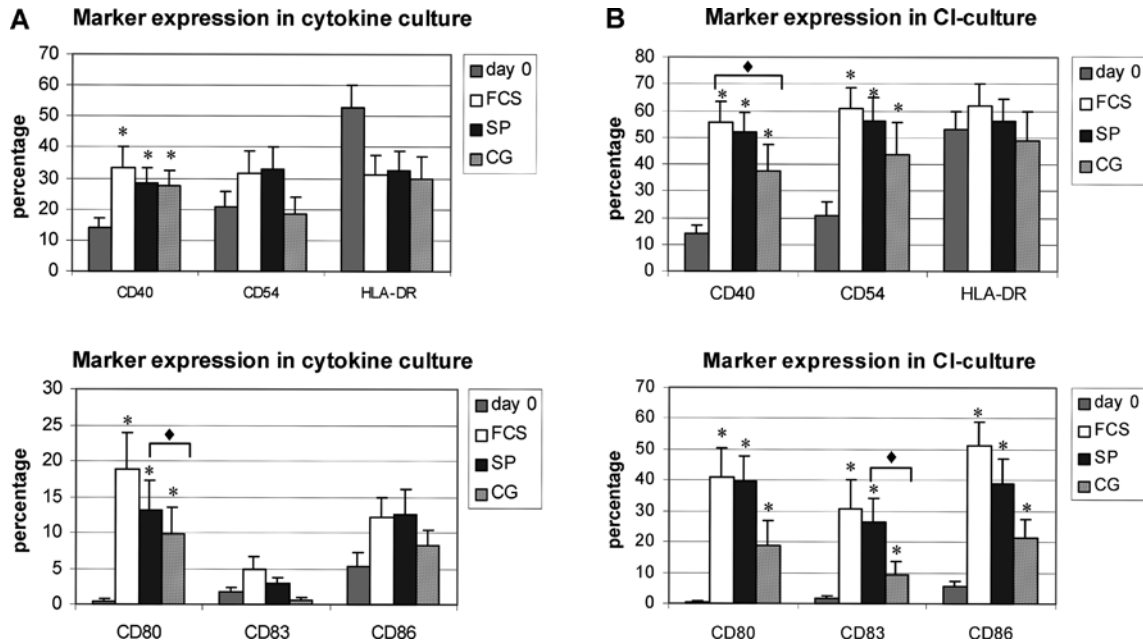 A
Marker expression in cytokine culture
70
60
50
40
30
20
10
0
percentage
CD40 CD54 HLA-DR
day 0
FCS
SP
CG
* * *
B
Marker expression in CI-culture
80
70
60
50
40
30
20
10
0
percentage
CD40 CD54 HLA-DR
day 0
FCS
SP
CG
♦
* * * * * *
Marker expression in cytokine culture
30
25
20
15
10
5
0
percentage
CD80 CD83 CD86
day 0
FCS
SP
CG
♦
* * *
Marker expression in CI-culture
70
60
50
40
30
20
10
0
percentage
CD80 CD83 CD86
day 0
FCS
SP
CG
♦
* * * * * * * * *